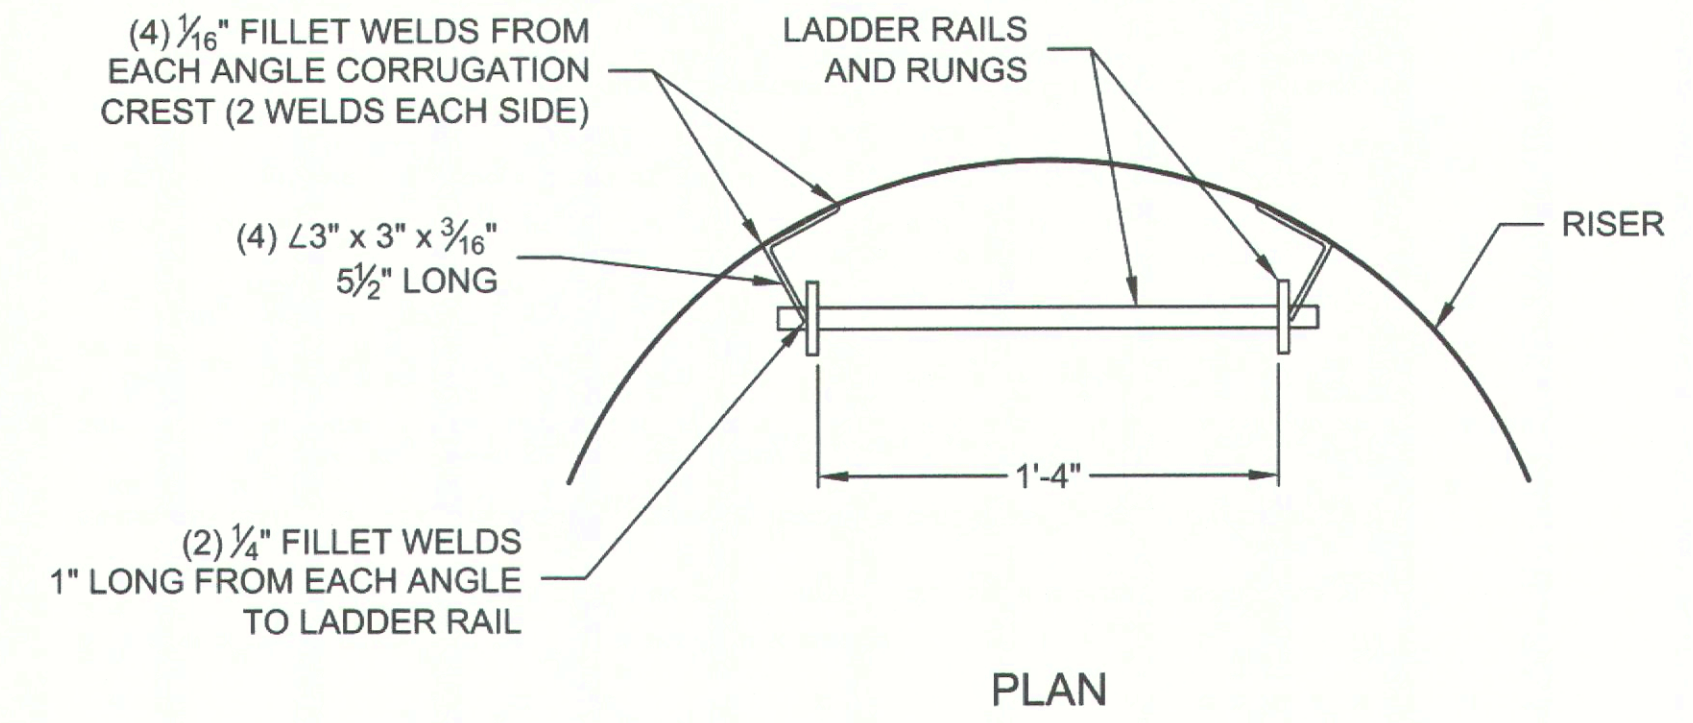 (4) 1/16" FILLET WELDS FROM
EACH ANGLE CORRUGATION
CREST (2 WELDS EACH SIDE)
LADDER RAILS
AND RUNGS
(4) ∠3" x 3" x 3/16"
5 1/2" LONG
RISER
1'-4"
(2) 1/4" FILLET WELDS
1" LONG FROM EACH ANGLE
TO LADDER RAIL
PLAN